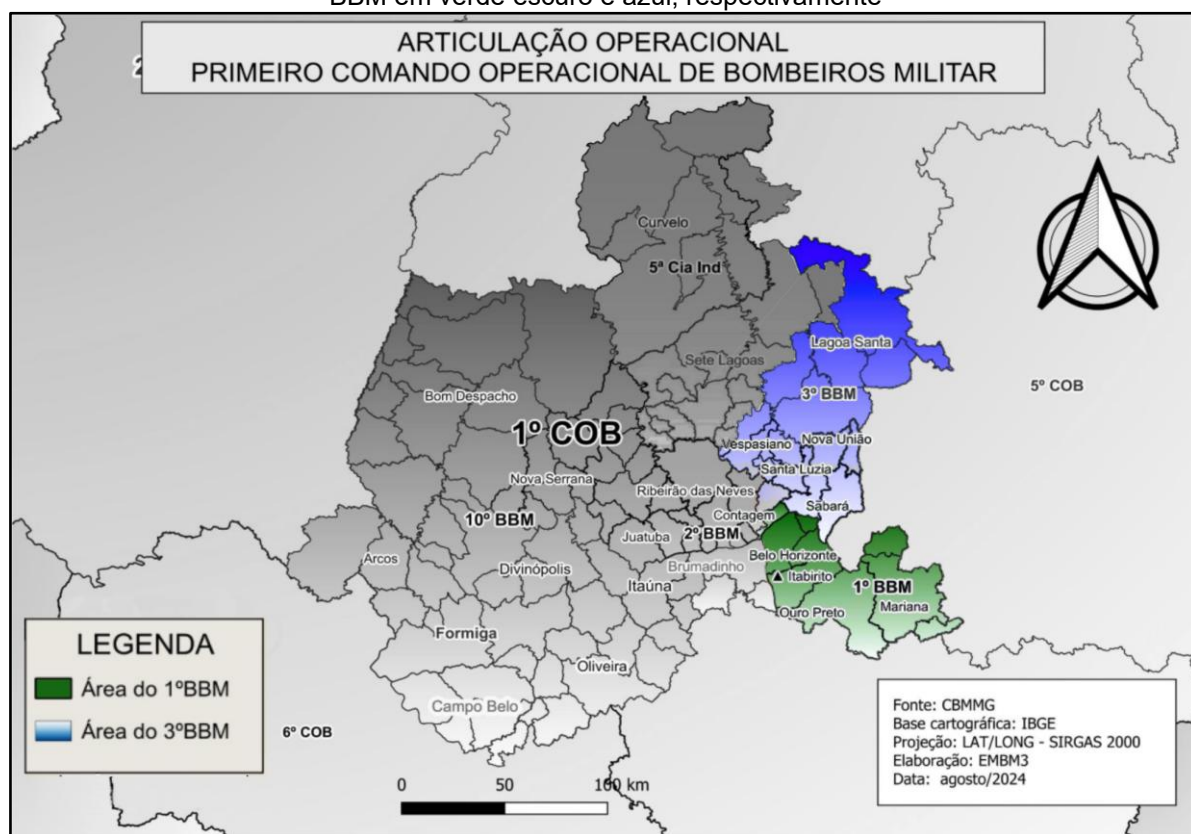 BBM em verde escuro e azul, respectivamente
ARTICULAÇÃO OPERACIONAL
PRIMEIRO COMANDO OPERACIONAL DE BOMBEIROS MILITAR
Curvelo
5ª Cia Ind
Lagoa Santa
Sete Lagoas
5º COB
3º BBM
Bom Despacho
1º COB
Vespasiano
Nova União
Santa Luzia
Nova Serrana
Ribeirão das Neves
Sabará
Contagem
10º BBM
Juatuba
2º BBM
Belo Horizonte
Arcos
Divinópolis
Brumadinho
Itaúna
Itabirito
1º BBM
Ouro Preto
Mariana
Formiga
Oliveira
Campo Belo
6º COB
LEGENDA
Área do 1ºBBM
Área do 3ºBBM
0 50 100 km
Fonte: CBMMG
Base cartográfica: IBGE
Projeção: LAT/LONG - SIRGAS 2000
Elaboração: EMBM3
Data: agosto/2024